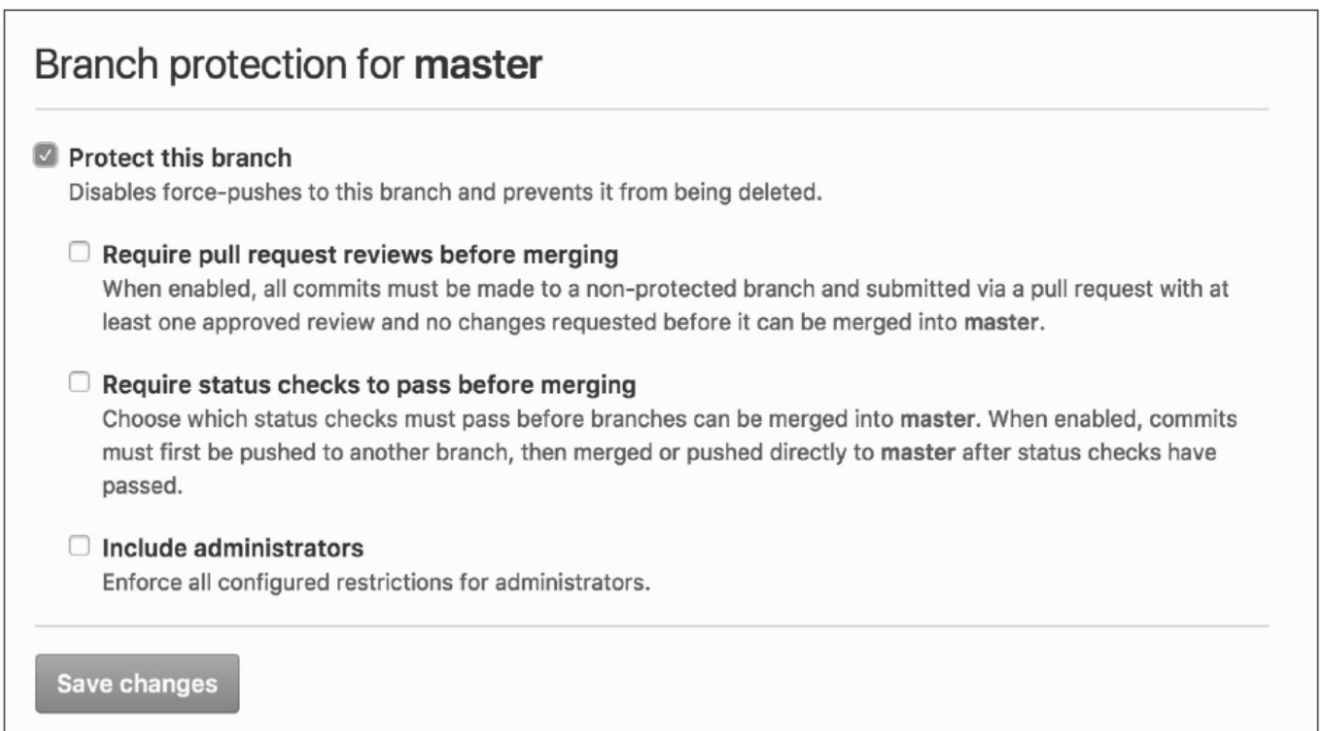 Branch protection for master
Protect this branch
Disables force-pushes to this branch and prevents it from being deleted.
Require pull request reviews before merging
When enabled, all commits must be made to a non-protected branch and submitted via a pull request with at
least one approved review and no changes requested before it can be merged into master.
Require status checks to pass before merging
Choose which status checks must pass before branches can be merged into master. When enabled, commits
must first be pushed to another branch, then merged or pushed directly to master after status checks have
passed.
Include administrators
Enforce all configured restrictions for administrators.
Save changes